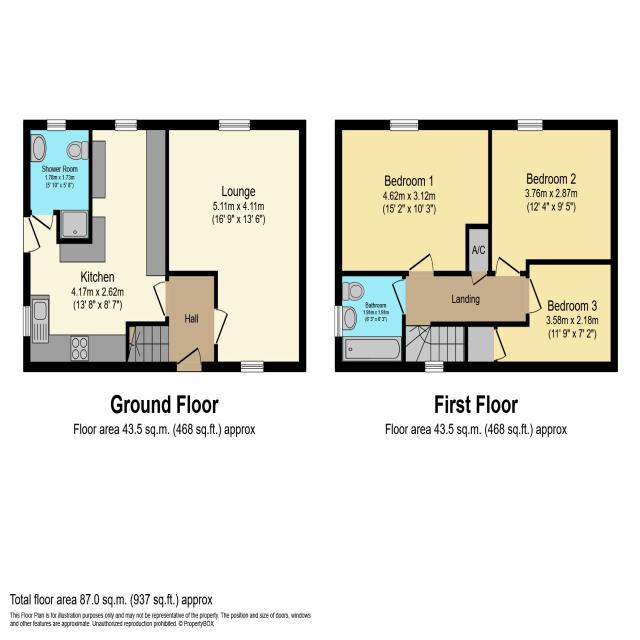 Shower Room
1.78m x 1.73m
(5' 10" x 5' 8")
Lounge
5.11m x 4.11m
(16' 9" x 13' 6")
Kitchen
4.17m x 2.62m
(13' 8" x 8' 7")
Hall
Ground Floor
Floor area 43.5 sq.m. (468 sq.ft.) approx
Bedroom 1
4.62m x 3.12m
(15' 2" x 10' 3")
Bedroom 2
3.76m x 2.87m
(12' 4" x 9' 5")
A/C
Landing
Bathroom
1.91m x 1.91m
(6' 3" x 6' 3")
Bedroom 3
3.58m x 2.18m
(11' 9" x 7' 2")
First Floor
Floor area 43.5 sq.m. (468 sq.ft.) approx
Total floor area 87.0 sq.m. (937 sq.ft.) approx
This Floor Plan is for illustration purposes only and may not be representative of the property. The position and size of doors, windows
and other features are approximate. Unauthorized reproduction prohibited. © PropertyBOX